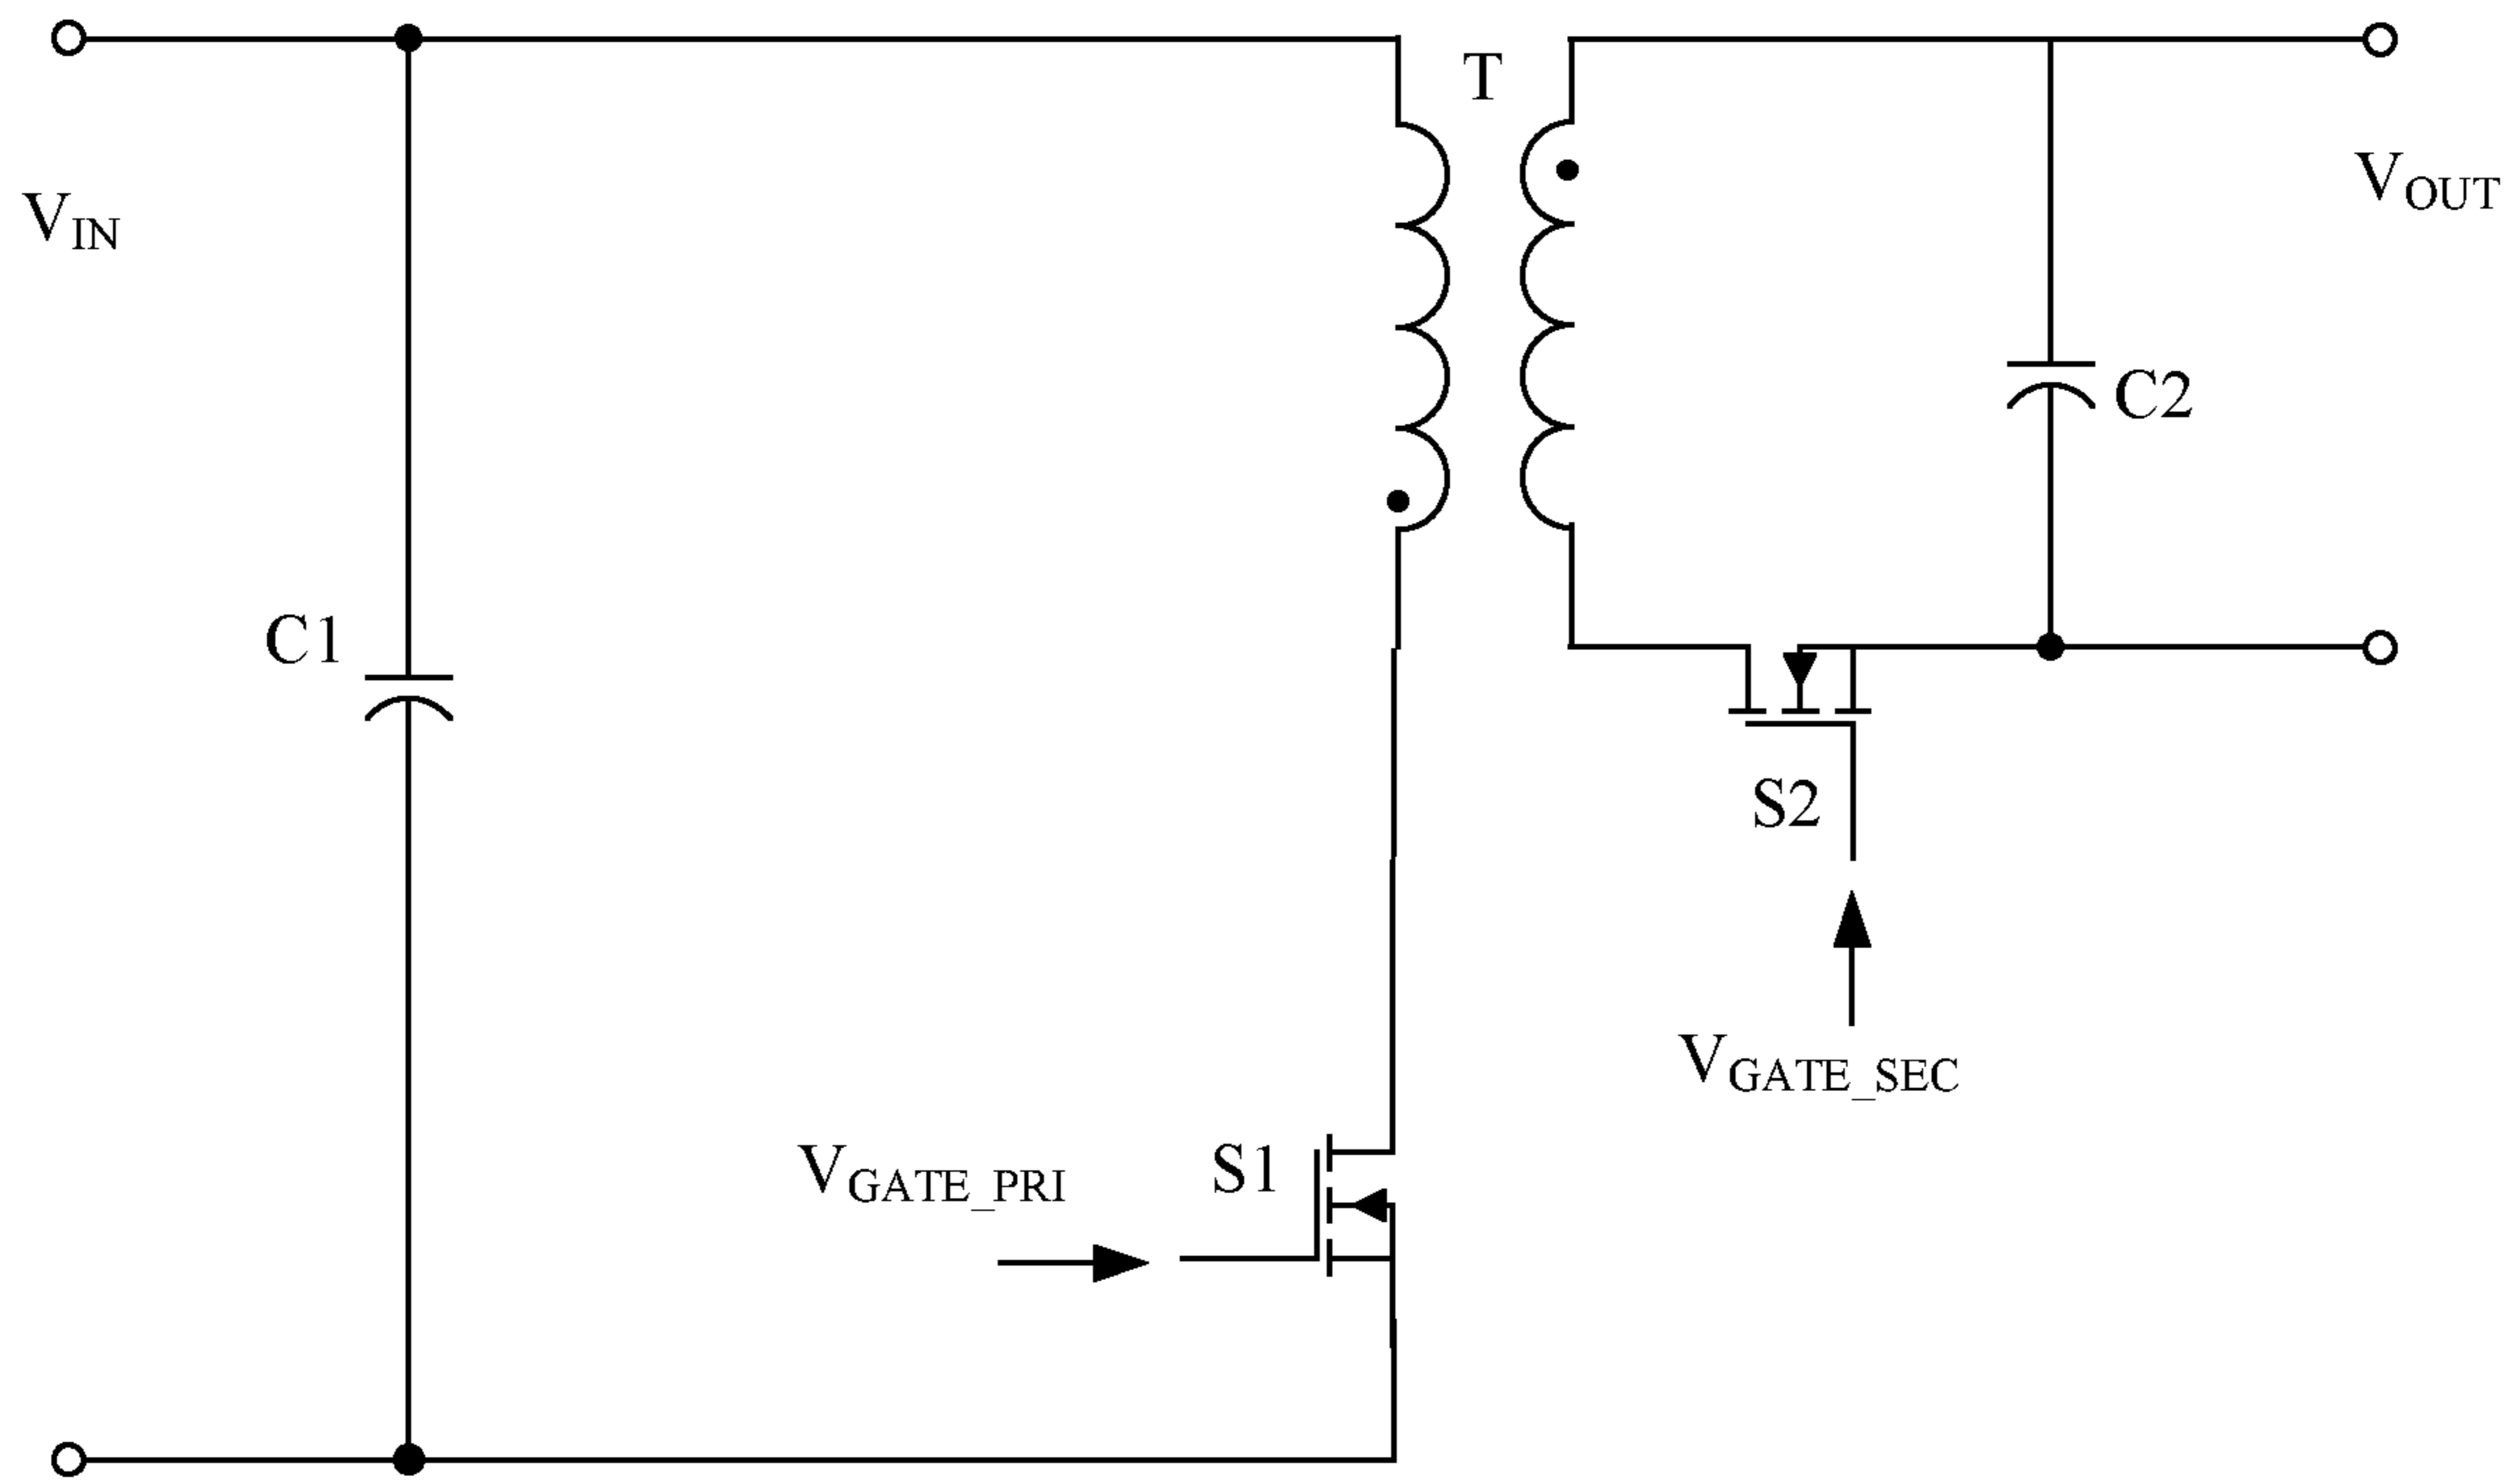 T
V_IN
V_OUT
C2
C1
S2
V_GATE_SEC
V_GATE_PRI
S1